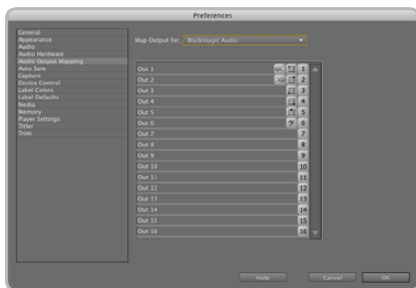 Preferences
General
Appearance
Audio
Audio Hardware
Audio Output Mapping
Auto Save
Capture
Device Control
Label Colors
Label Defaults
Media
Memory
Player Settings
Titler
Trim
Map Output for: Blackmagic Audio
Out 1 1
Out 2 2
Out 3 3
Out 4 4
Out 5 5
Out 6 6
Out 7 7
Out 8 8
Out 9 9
Out 10 10
Out 11 11
Out 12 12
Out 13 13
Out 14 14
Out 15 15
Out 16 16
Help Cancel OK